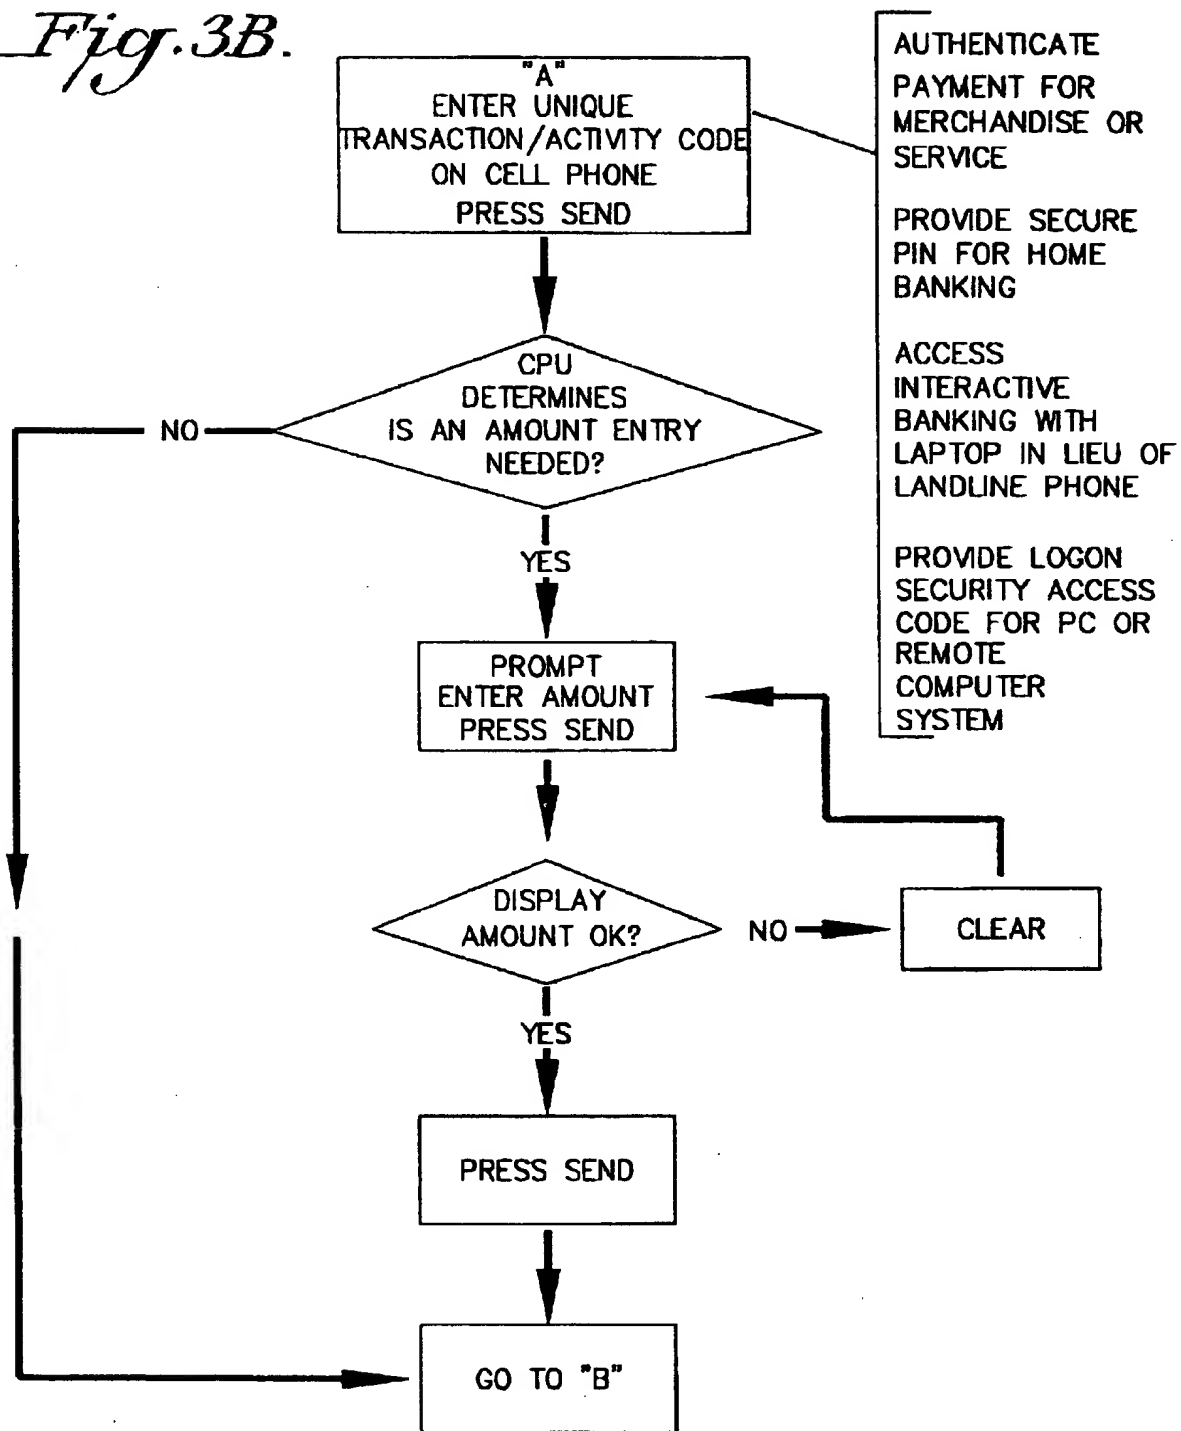 Fig. 3B.
"A"
ENTER UNIQUE
TRANSACTION/ACTIVITY CODE
ON CELL PHONE
PRESS SEND
AUTHENTICATE
PAYMENT FOR
MERCHANDISE OR
SERVICE
PROVIDE SECURE
PIN FOR HOME
BANKING
ACCESS
INTERACTIVE
BANKING WITH
LAPTOP IN LIEU OF
LANDLINE PHONE
PROVIDE LOGON
SECURITY ACCESS
CODE FOR PC OR
REMOTE
COMPUTER
SYSTEM
CPU
DETERMINES
IS AN AMOUNT ENTRY
NEEDED?
NO
YES
PROMPT
ENTER AMOUNT
PRESS SEND
DISPLAY
AMOUNT OK?
NO
CLEAR
YES
PRESS SEND
GO TO "B"